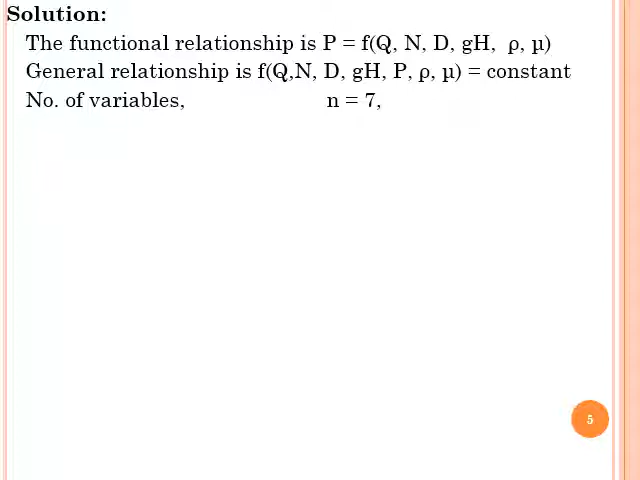 Solution:
The functional relationship is P = f(Q, N, D, gH, ρ, µ)
General relationship is f(Q,N, D, gH, P, ρ, µ) = constant
No. of variables, n = 7,
5